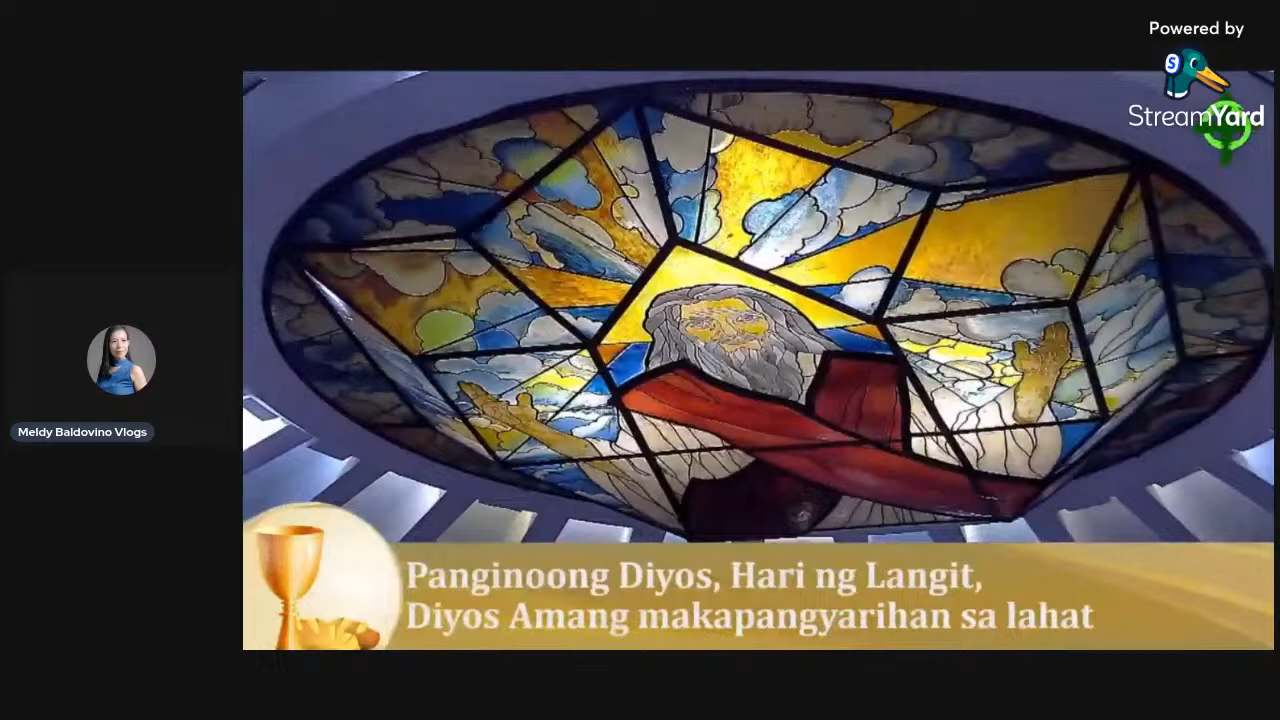 Powered by
StreamYard
Meldy Baldovino Vlogs
Panginoong Diyos, Hari ng Langit,
Diyos Amang makapangyarihan sa lahat